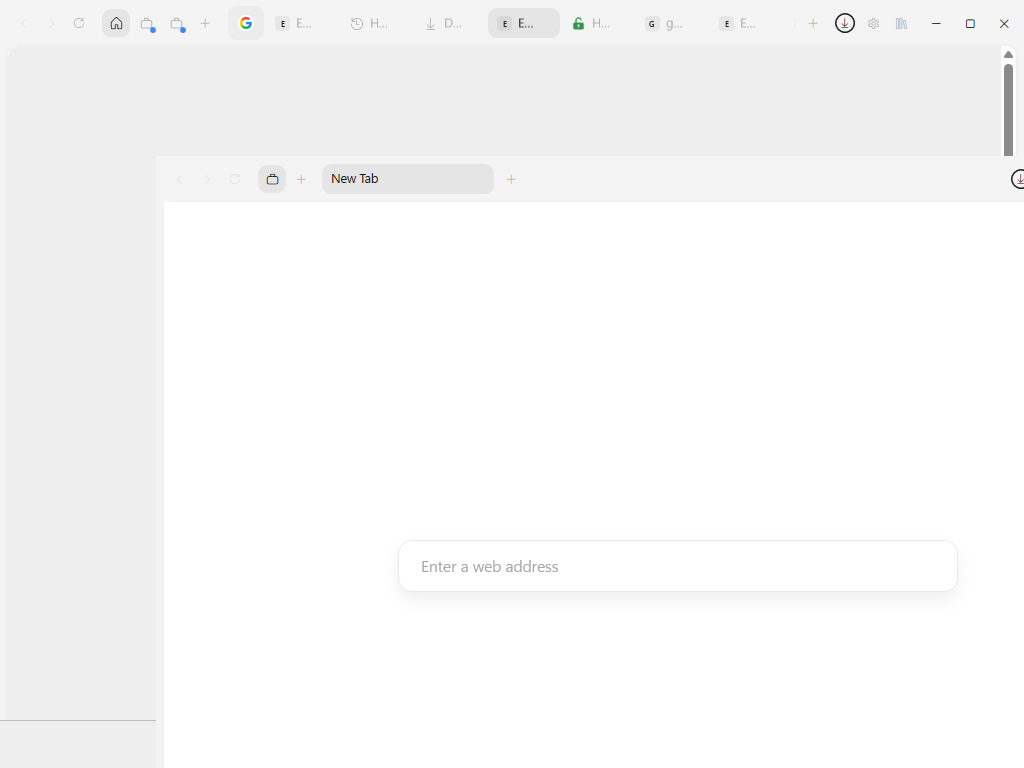 E E...
H...
D...
E E...
H...
G g...
E E...
New Tab
Enter a web address